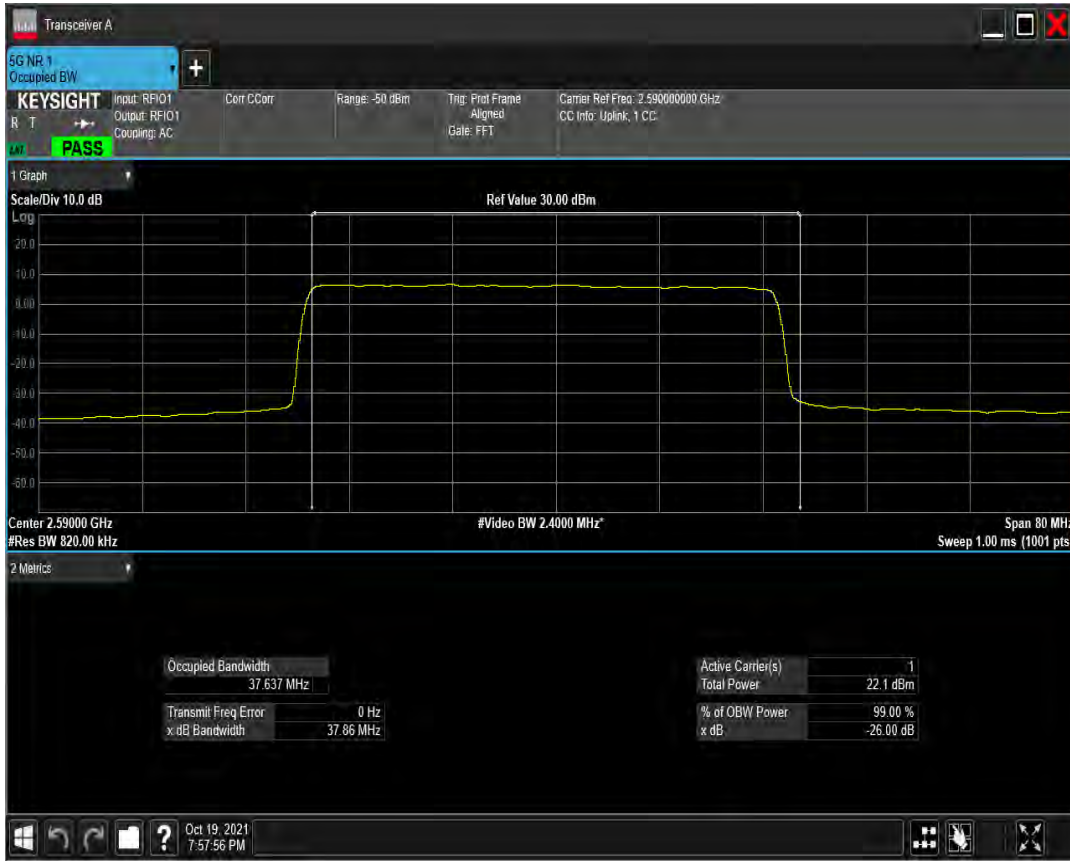 Transceiver A
5G NR 1
Occupied BW
+
KEYSIGHT
R T
PASS
Input: RFIO1
Output: RFIO1
Coupling: AC
Corr CCorr
Range: -50 dBm
Trig: Prot Frame
Aligned
Gate: FFT
Carrier Ref Freq: 2.590000000 GHz
CC Info: Uplink, 1 CC
1 Graph
Scale/Div 10.0 dB
Ref Value 30.00 dBm
Log
20.0
10.0
0.00
-10.0
-20.0
-30.0
-40.0
-50.0
-60.0
Center 2.59000 GHz
#Video BW 2.4000 MHz*
Span 80 MHz
#Res BW 820.00 kHz
Sweep 1.00 ms (1001 pts
2 Metrics
Occupied Bandwidth
37.637 MHz
Transmit Freq Error 0 Hz
x dB Bandwidth 37.86 MHz
Active Carrier(s) 1
Total Power 22.1 dBm
% of OBW Power 99.00 %
x dB -26.00 dB
?
Oct 19, 2021
7:57:56 PM